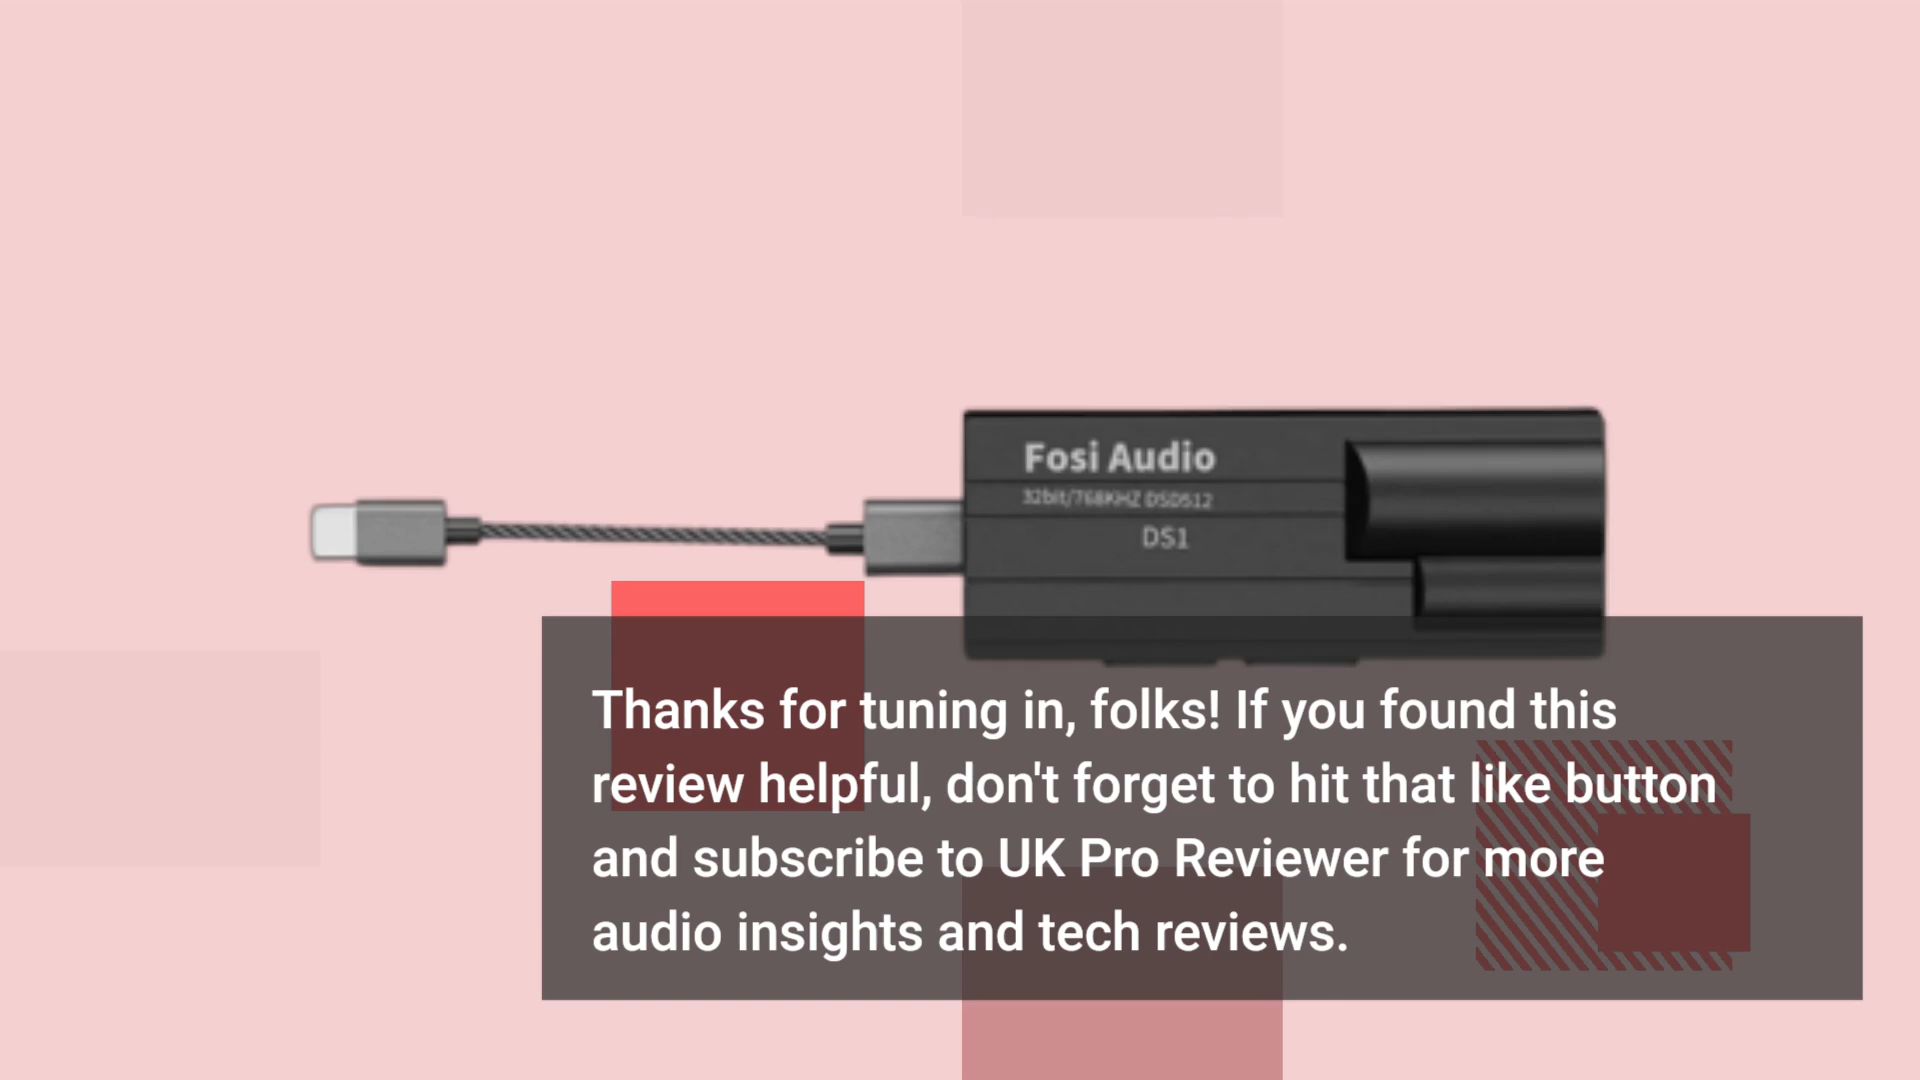 Fosi Audio
32bit/768KHZ DSD512
DS1
Thanks for tuning in, folks! If you found this
review helpful, don't forget to hit that like button
and subscribe to UK Pro Reviewer for more
audio insights and tech reviews.